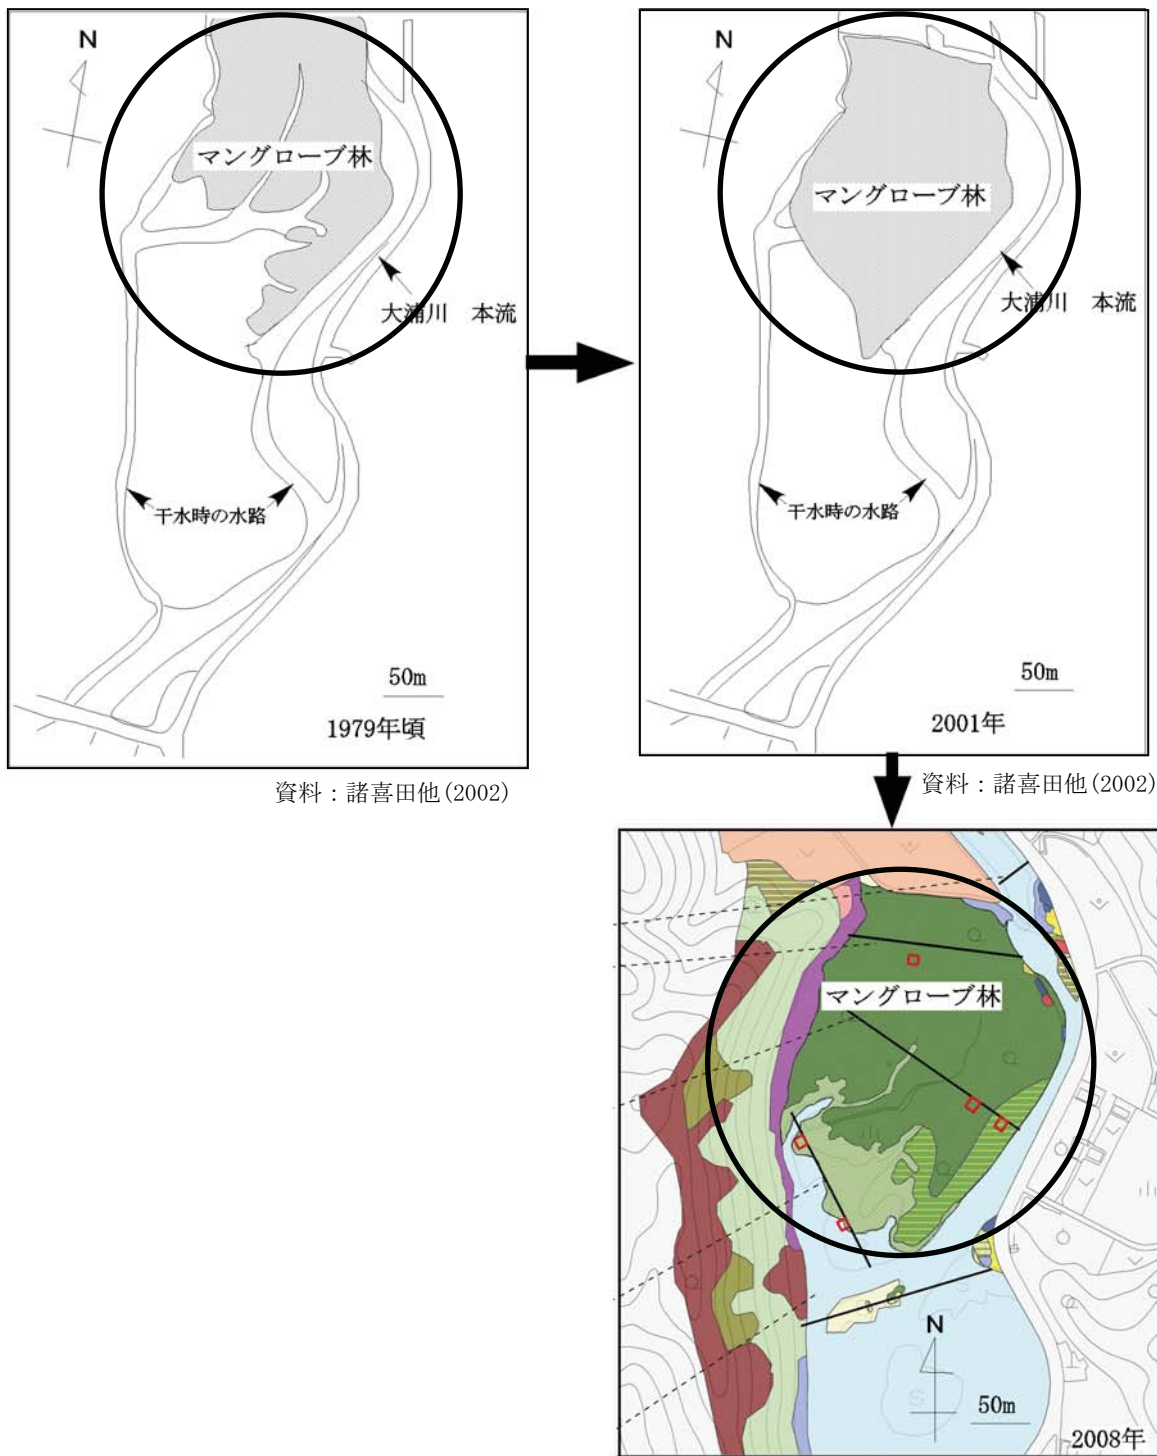 N
マングローブ林
大浦川 本流
干水時の水路
50m
1979年頃
資料：諸喜田他(2002)
N
マングローブ林
大浦川 本流
干水時の水路
50m
2001年
資料：諸喜田他(2002)
マングローブ林
N
S
50m
2008年